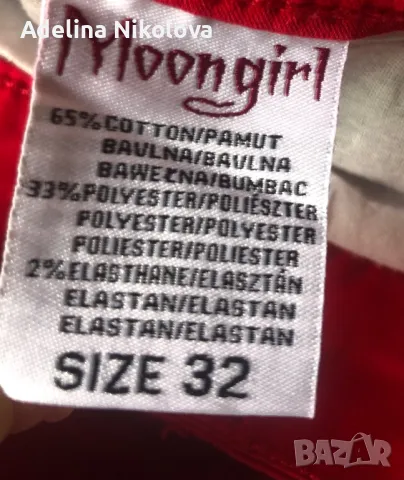 Adelina Nikolova
Moongirl
65% COTTON/PAMUT
BAVLNA/BAVLNA
BAWEŁNA/BUMBAC
33% POLYESTER/POLIÉSZTER
POLYESTER/POLYESTER
POLIESTER/POLIESTER
2% ELASTHANE/ELASZTÁN
ELASTAN/ELASTAN
ELASTAN/ELASTAN
SIZE 32
BAZAR